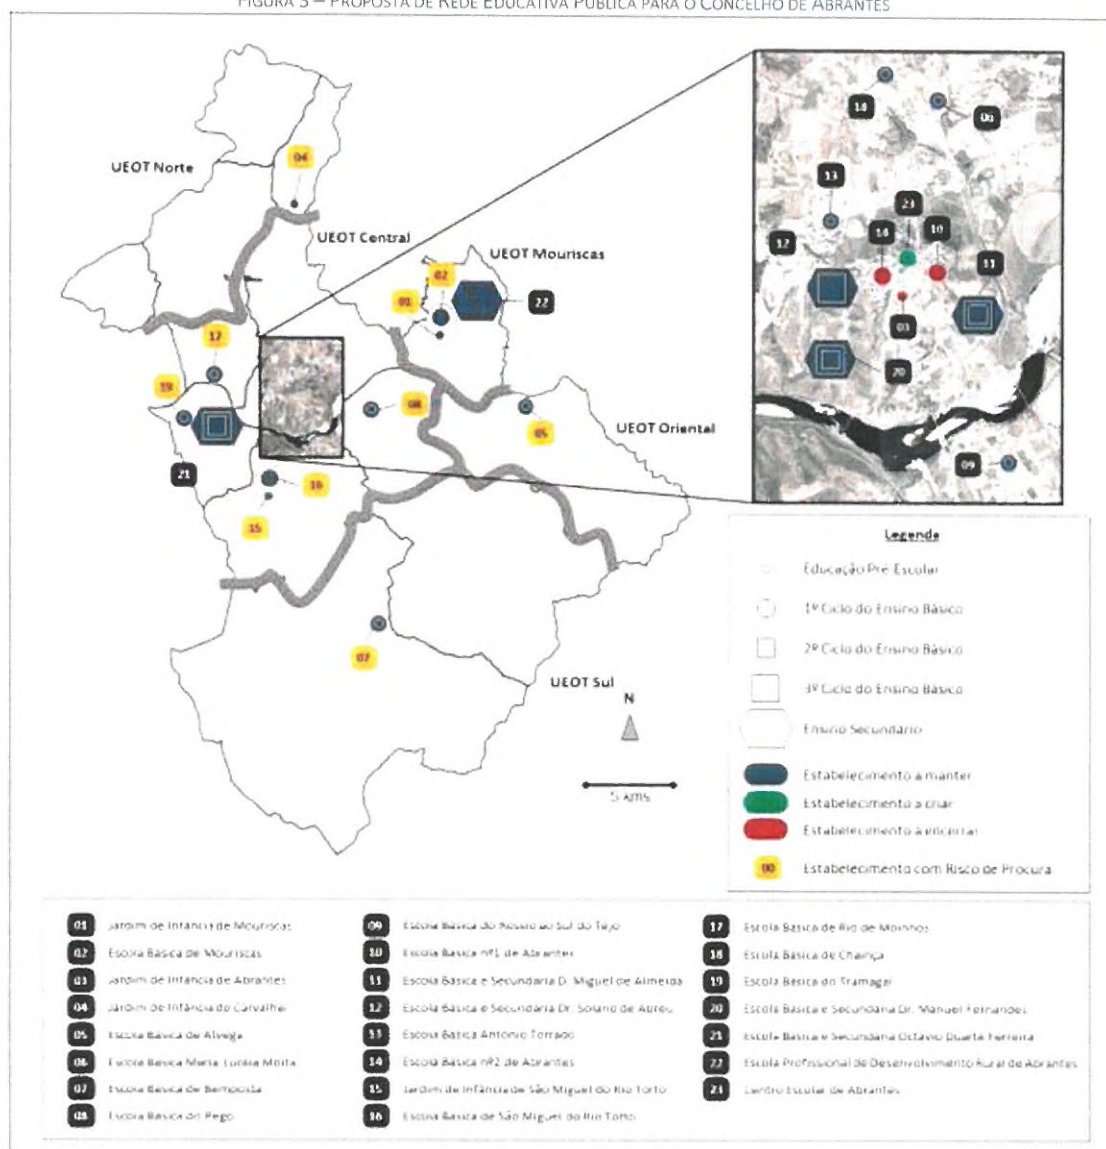 FIGURA 3 – PROPOSTA DE REDE EDUCATIVA PÚBLICA PARA O CONCELHO DE ABRANTES
UEOT Norte
04
UEOT Central
UEOT Mouriscas
02
01
22
17
19
08
05
UEOT Oriental
21
16
15
07
UEOT Sul
N
5 kms
18
06
13
23
12
14
10
11
03
20
09
Legenda
Educação Pré-Escolar
1º Ciclo do Ensino Básico
2º Ciclo do Ensino Básico
3º Ciclo do Ensino Básico
Ensino Secundário
Estabelecimento a manter
Estabelecimento a criar
Estabelecimento a encerrar
00 Estabelecimento com Risco de Procura
01 Jardim de Infância de Mouriscas
02 Escola Básica de Mouriscas
03 Jardim de Infância de Abrantes
04 Jardim de Infância do Carvalhal
05 Escola Básica de Alvega
06 Escola Básica Maria Lucília Moita
07 Escola Básica de Bemposta
08 Escola Básica do Pego
09 Escola Básica do Rossio ao Sul do Tejo
10 Escola Básica nº1 de Abrantes
11 Escola Básica e Secundária D. Miguel de Almeida
12 Escola Básica e Secundária Dr. Solano de Abreu
13 Escola Básica António Torrado
14 Escola Básica nº2 de Abrantes
15 Jardim de Infância de São Miguel do Rio Torto
16 Escola Básica de São Miguel do Rio Torto
17 Escola Básica de Rio de Moinhos
18 Escola Básica de Chainça
19 Escola Básica do Tramagal
20 Escola Básica e Secundária Dr. Manuel Fernandes
21 Escola Básica e Secundária Octávio Duarte Ferreira
22 Escola Profissional de Desenvolvimento Rural de Abrantes
23 Centro Escolar de Abrantes